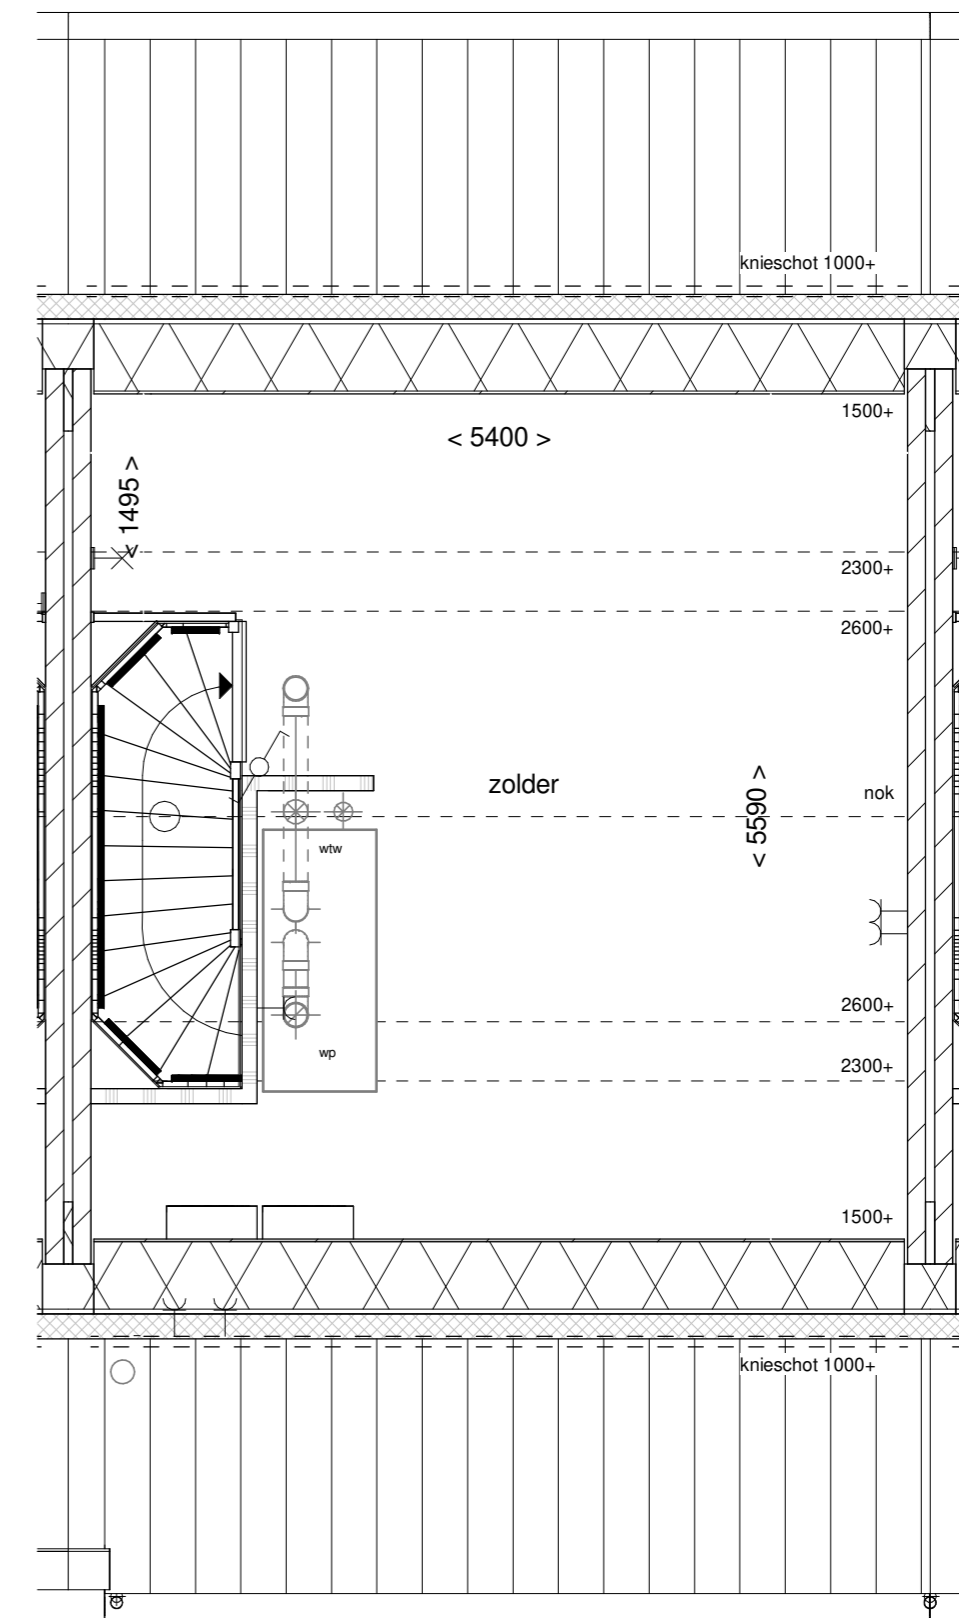 knieschot 1000+
1500+
< 5400 >
< 1495 >
2300+
2600+
zolder
< 5590 >
nok
wtw
2600+
wp
2300+
1500+
knieschot 1000+